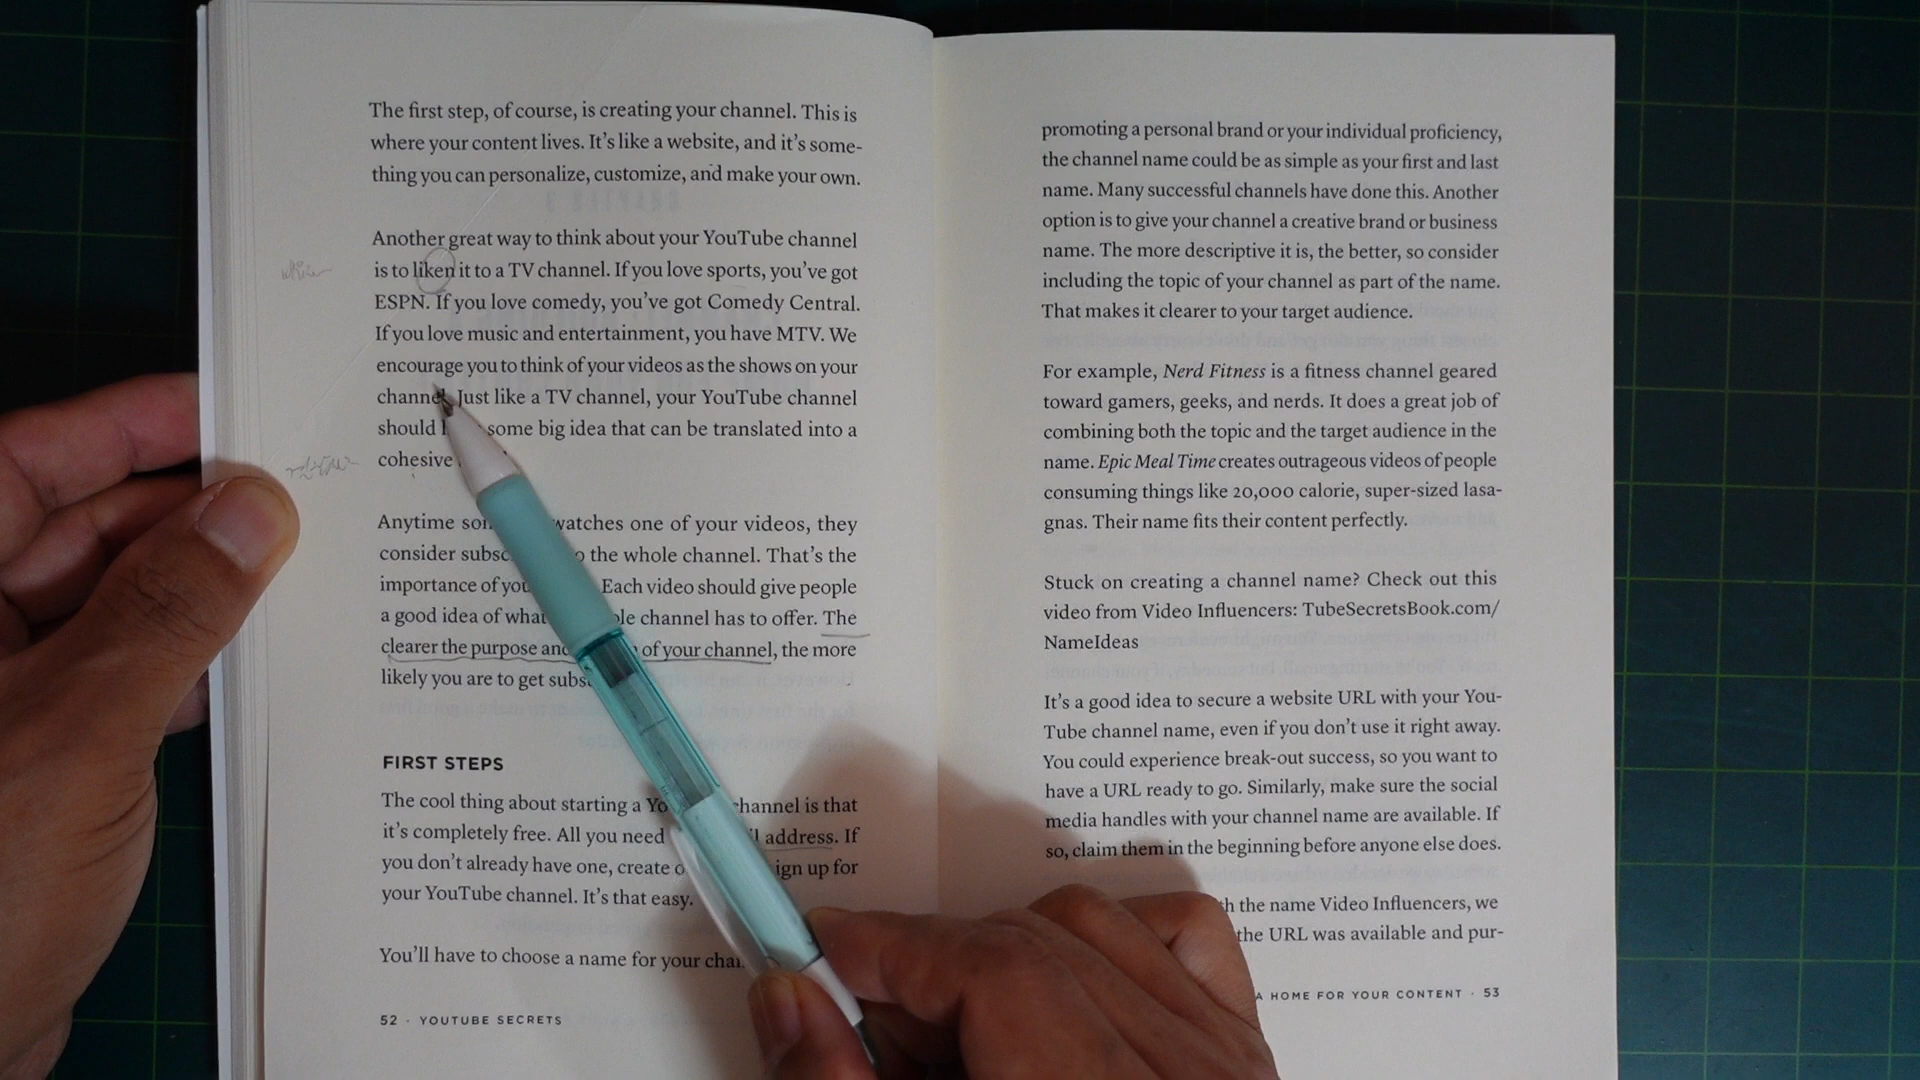 The first step, of course, is creating your channel. This is
where your content lives. It's like a website, and it's some-
thing you can personalize, customize, and make your own.
Another great way to think about your YouTube channel
is to liken it to a TV channel. If you love sports, you've got
ESPN. If you love comedy, you've got Comedy Central.
If you love music and entertainment, you have MTV. We
encourage you to think of your videos as the shows on your
channel. Just like a TV channel, your YouTube channel
should some big idea that can be translated into a
cohesive
Anytime watches one of your videos, they
consider the whole channel. That's the
importance of Each video should give people
a good idea of what channel has to offer. The
clearer the purpose of your channel, the more
likely you are to get
FIRST STEPS
The cool thing about starting a channel is that
it's completely free. All you need address. If
you don't already have one, create up for
your YouTube channel. It's that easy.
You'll have to choose a name for your
52 · YOUTUBE SECRETS
promoting a personal brand or your individual proficiency,
the channel name could be as simple as your first and last
name. Many successful channels have done this. Another
option is to give your channel a creative brand or business
name. The more descriptive it is, the better, so consider
including the topic of your channel as part of the name.
That makes it clearer to your target audience.
For example, Nerd Fitness is a fitness channel geared
toward gamers, geeks, and nerds. It does a great job of
combining both the topic and the target audience in the
name. Epic Meal Time creates outrageous videos of people
consuming things like 20,000 calorie, super-sized lasa-
gnas. Their name fits their content perfectly.
Stuck on creating a channel name? Check out this
video from Video Influencers: TubeSecretsBook.com/
NameIdeas
It's a good idea to secure a website URL with your You-
Tube channel name, even if you don't use it right away.
You could experience break-out success, so you want to
have a URL ready to go. Similarly, make sure the social
media handles with your channel name are available. If
so, claim them in the beginning before anyone else does.
the name Video Influencers, we
the URL was available and pur-
A HOME FOR YOUR CONTENT · 53